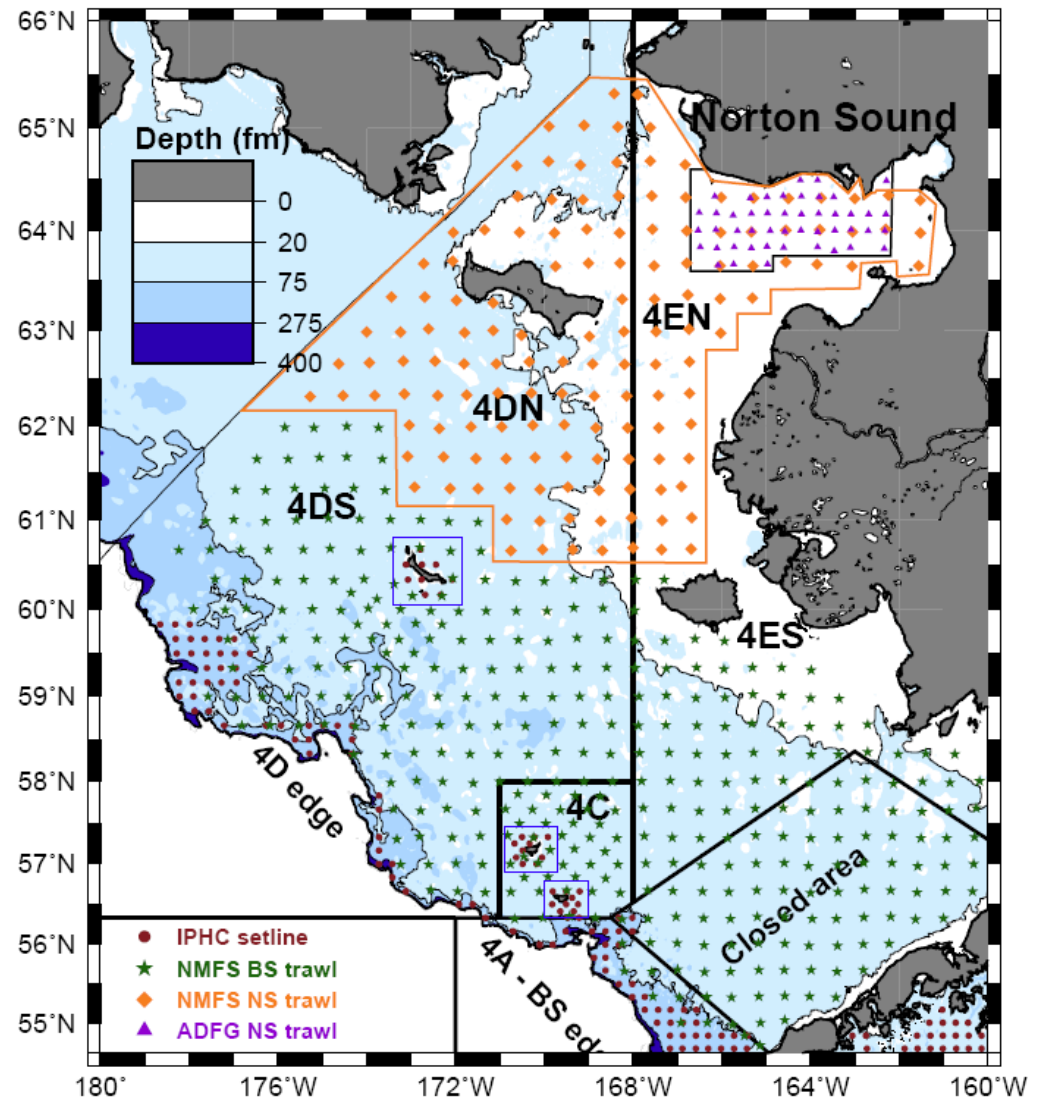 66°N
65°N
64°N
63°N
62°N
61°N
60°N
59°N
58°N
57°N
56°N
55°N
Depth (fm)
0
20
75
275
400
Norton Sound
4EN
4DN
4DS
4ES
4D edge
4C
Closed area
4A - BS edge
IPHC setline
NMFS BS trawl
NMFS NS trawl
ADFG NS trawl
180°
176°W
172°W
168°W
164°W
160°W